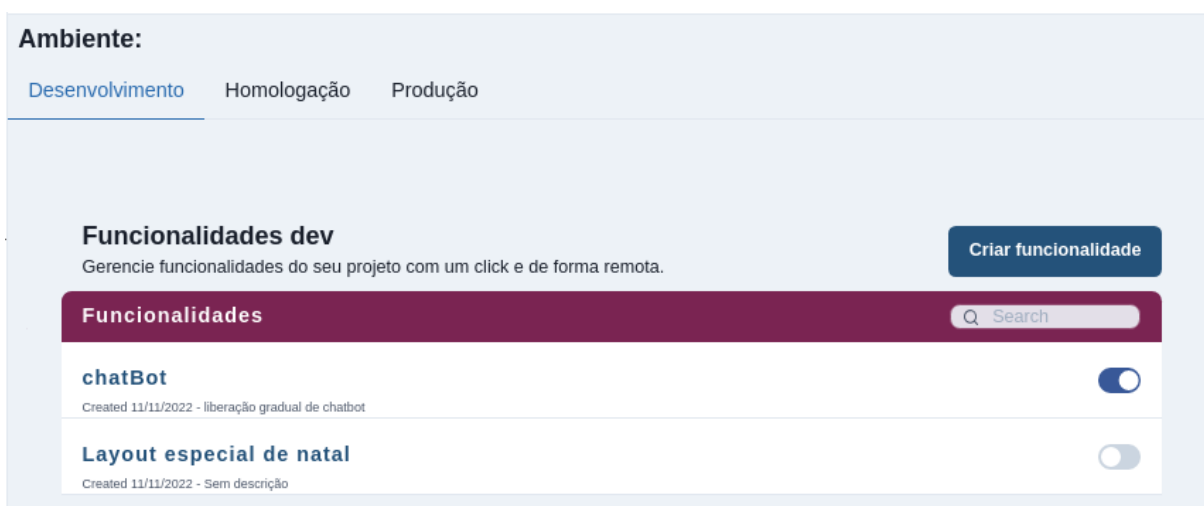 Ambiente:
Desenvolvimento Homologação Produção
Funcionalidades dev
Gerencie funcionalidades do seu projeto com um click e de forma remota.
Criar funcionalidade
Funcionalidades
Search
chatBot
Created 11/11/2022 - liberação gradual de chatbot
Layout especial de natal
Created 11/11/2022 - Sem descrição